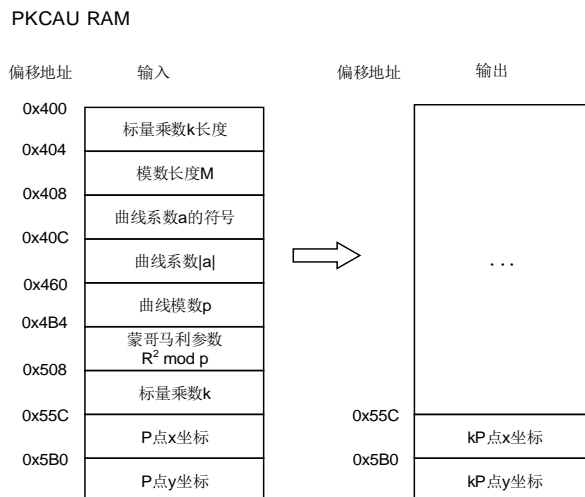 PKCAU RAM
偏移地址 输入 偏移地址 输出
0x400
标量乘数k长度
0x404
模数长度M
0x408
曲线系数a的符号
0x40C
曲线系数|a|
...
0x460
曲线模数p
0x4B4
蒙哥马利参数
R² mod p
0x508
标量乘数k
0x55C 0x55C
P点x坐标 kP点x坐标
0x5B0 0x5B0
P点y坐标 kP点y坐标